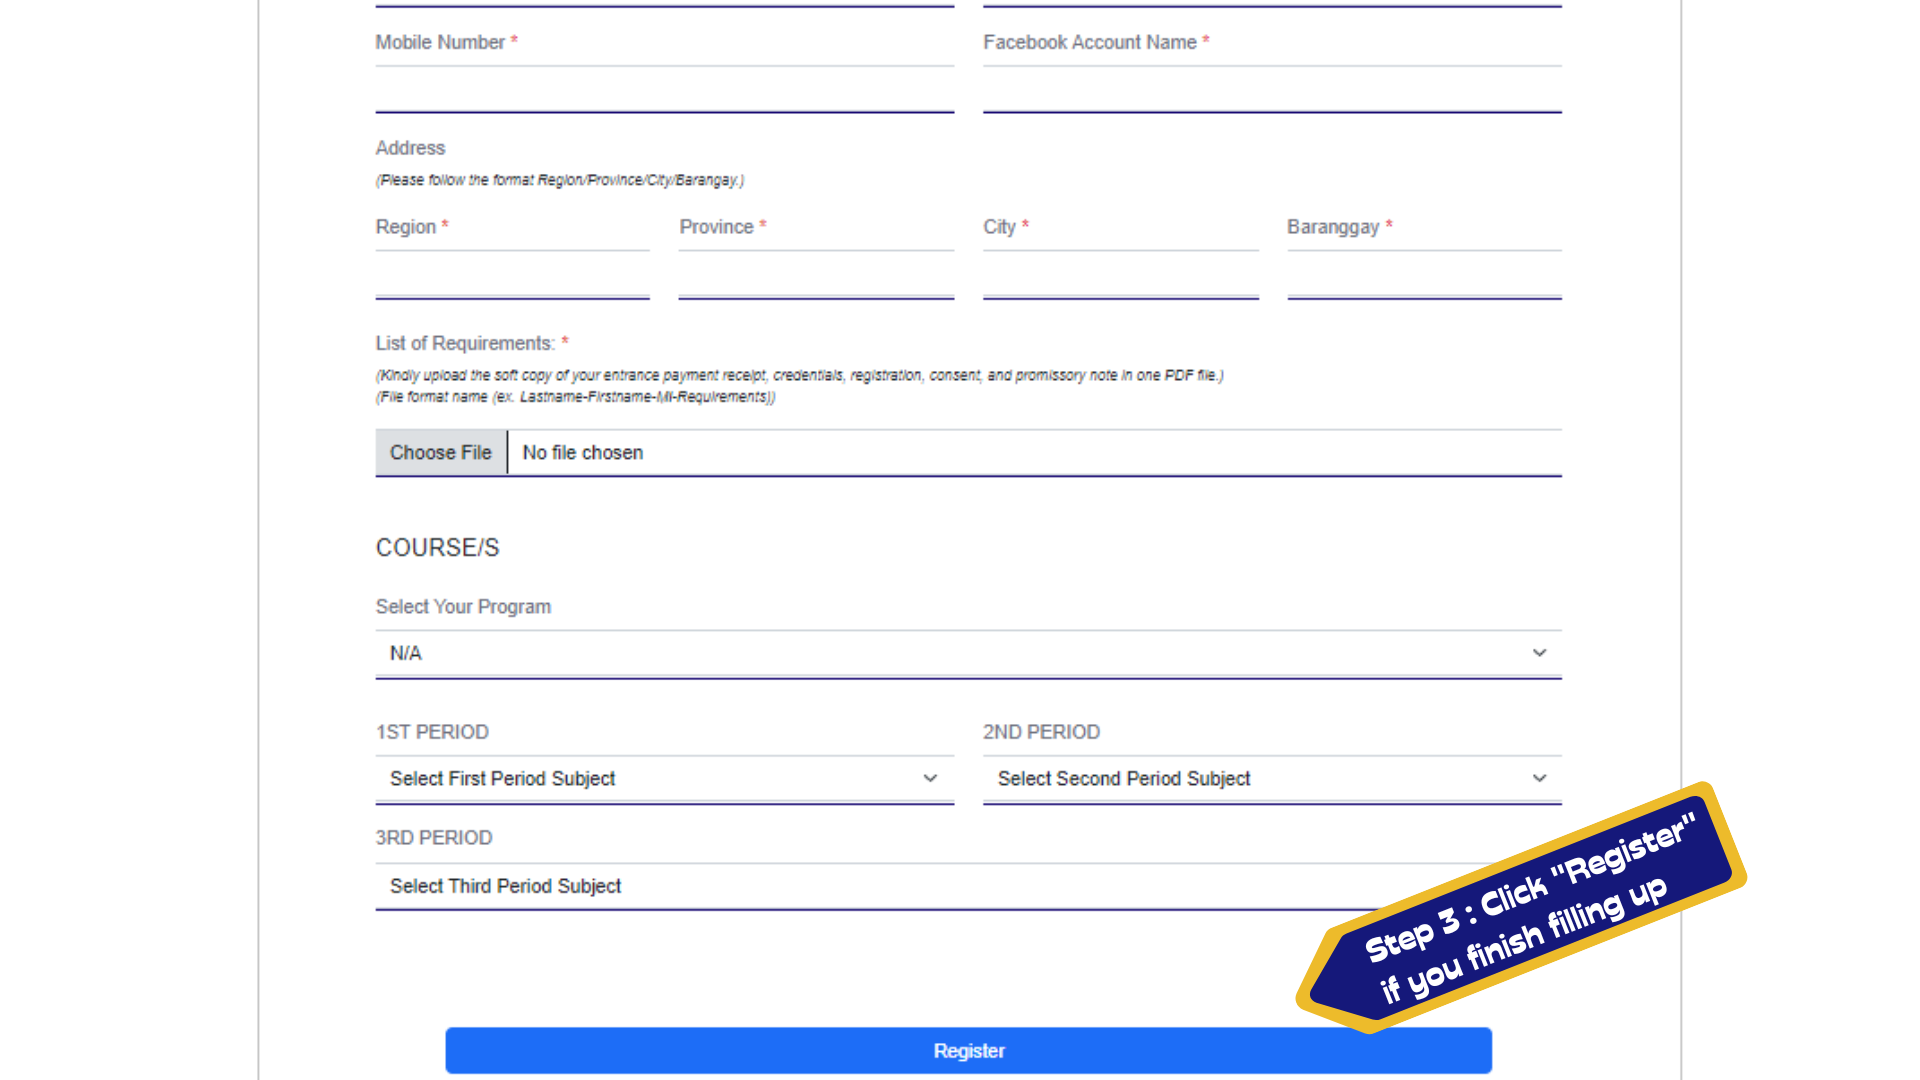 Mobile Number *
Facebook Account Name *
Address
(Please follow the format Region/Province/City/Barangay.)
Region *
Province *
City *
Baranggay *
List of Requirements: *
(Kindly upload the soft copy of your entrance payment receipt, credentials, registration, consent, and promissory note in one PDF file.)
(File format name (ex. Lastname-Firstname-MI-Requirements))
Choose File
No file chosen
COURSE/S
Select Your Program
N/A
1ST PERIOD
2ND PERIOD
Select First Period Subject
Select Second Period Subject
3RD PERIOD
Select Third Period Subject
Step 3 : Click "Register"
if you finish filling up
Register